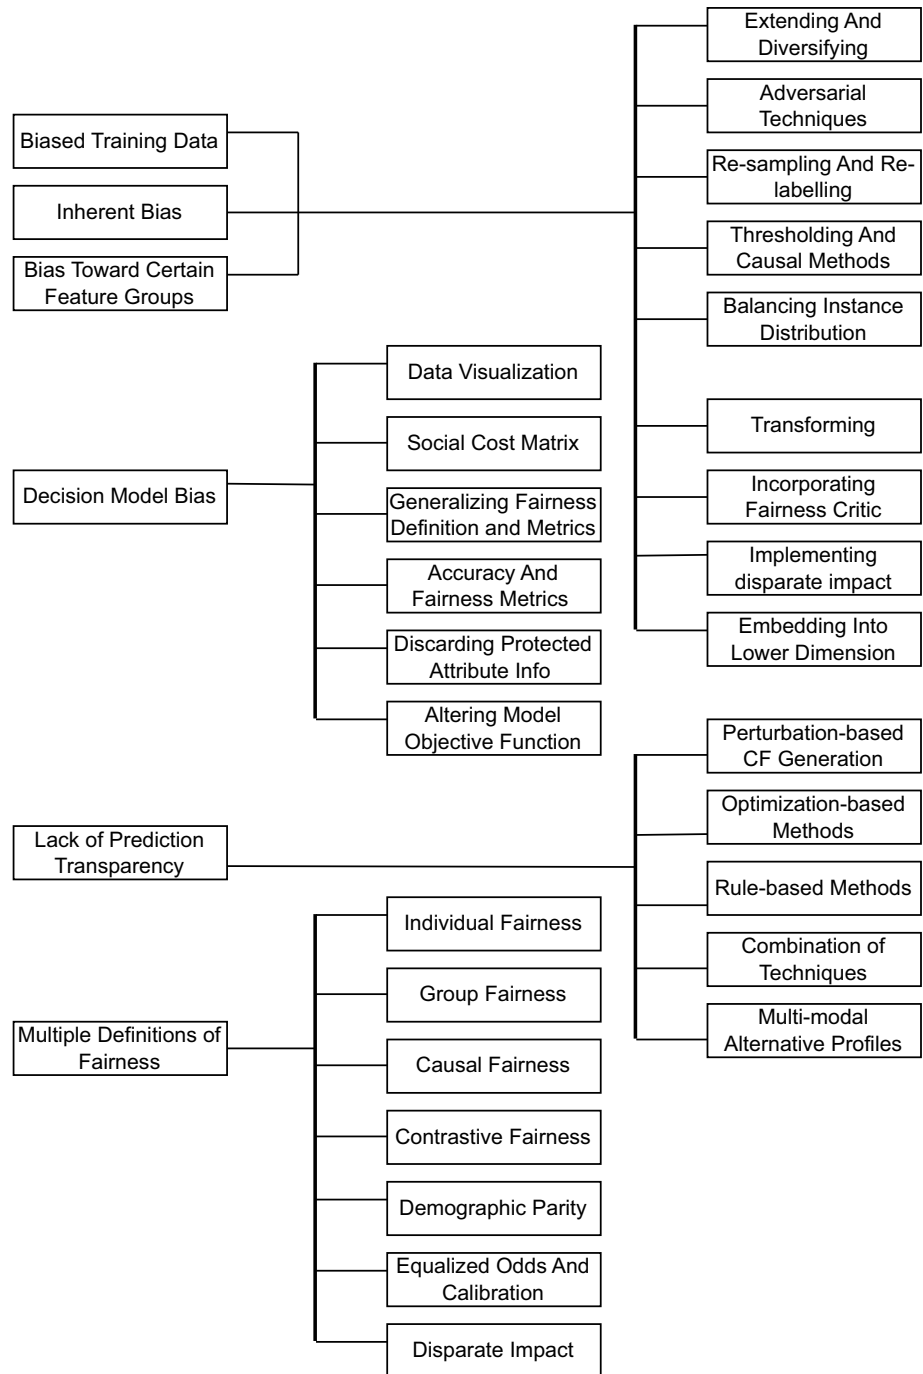 Extending And
Diversifying
Adversarial
Techniques
Biased Training Data
Re-sampling And Re-
labelling
Inherent Bias
Thresholding And
Causal Methods
Bias Toward Certain
Feature Groups
Balancing Instance
Distribution
Data Visualization
Transforming
Social Cost Matrix
Decision Model Bias
Incorporating
Fairness Critic
Generalizing Fairness
Definition and Metrics
Implementing
disparate impact
Accuracy And
Fairness Metrics
Embedding Into
Lower Dimension
Discarding Protected
Attribute Info
Altering Model
Objective Function
Perturbation-based
CF Generation
Optimization-based
Methods
Lack of Prediction
Transparency
Rule-based Methods
Individual Fairness
Combination of
Techniques
Group Fairness
Multi-modal
Alternative Profiles
Multiple Definitions of
Fairness
Causal Fairness
Contrastive Fairness
Demographic Parity
Equalized Odds And
Calibration
Disparate Impact